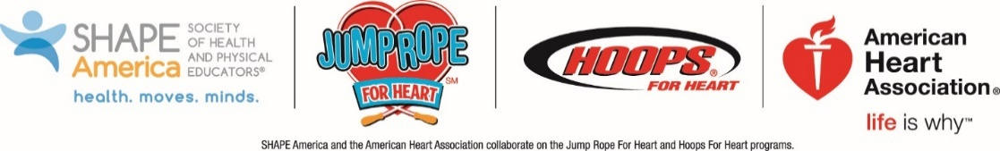 SHAPE
America
SOCIETY
OF HEALTH
AND PHYSICAL
EDUCATORS®
health. moves. minds.
JUMP ROPE
FOR HEART
SM
HOOPS®
FOR HEART
American
Heart
Association®
life is why™
SHAPE America and the American Heart Association collaborate on the Jump Rope For Heart and Hoops For Heart programs.